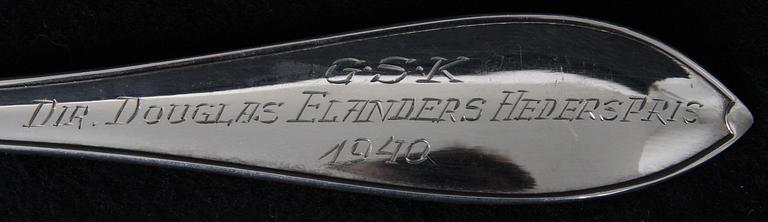 G·S·K
DIR. DOUGLAS ELANDERS HEDERSPRIS
1940